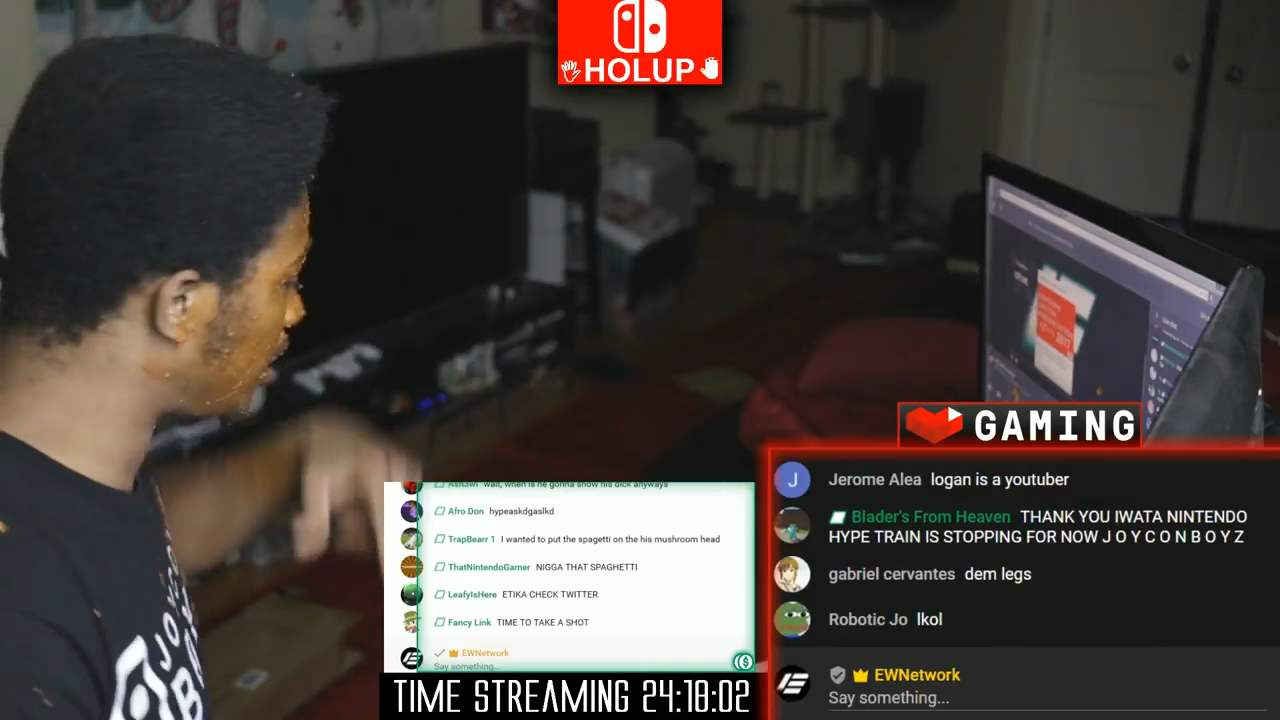 HOLUP
2017
GAMING
Jerome Alea logan is a youtuber
Blader's From Heaven THANK YOU IWATA NINTENDO
HYPE TRAIN IS STOPPING FOR NOW J O Y C O N B O Y Z
gabriel cervantes dem legs
Robotic Jo lkol
EWNetwork
Say something...
wait, when is he gonna show his dick anyways
Afro Don hypeaskdgaslkd
TrapBearr 1 I wanted to put the spagetti on the his mushroom head
ThatNintendoGamer NIGGA THAT SPAGHETTI
LeafyIsHere ETIKA CHECK TWITTER
Fancy Link TIME TO TAKE A SHOT
EWNetwork
Say something...
TIME STREAMING 24:18:02